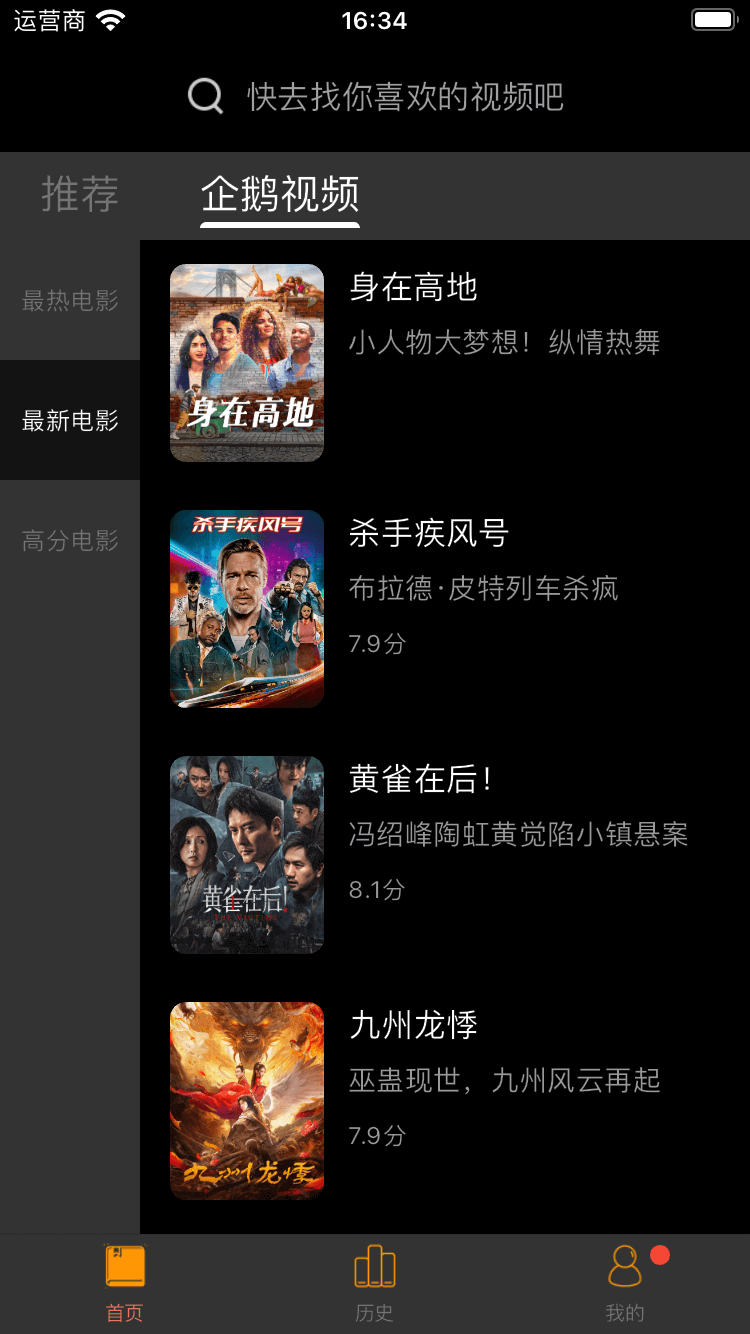 运营商
16:34
快去找你喜欢的视频吧
推荐
企鹅视频
最热电影
最新电影
高分电影
身在高地
身在高地
小人物大梦想！纵情热舞
杀手疾风号
杀手疾风号
布拉德·皮特列车杀疯
7.9分
黄雀在后!
黄雀在后!
冯绍峰陶虹黄觉陷小镇悬案
8.1分
九州龙悸
九州龙悸
巫蛊现世，九州风云再起
7.9分
首页
历史
我的